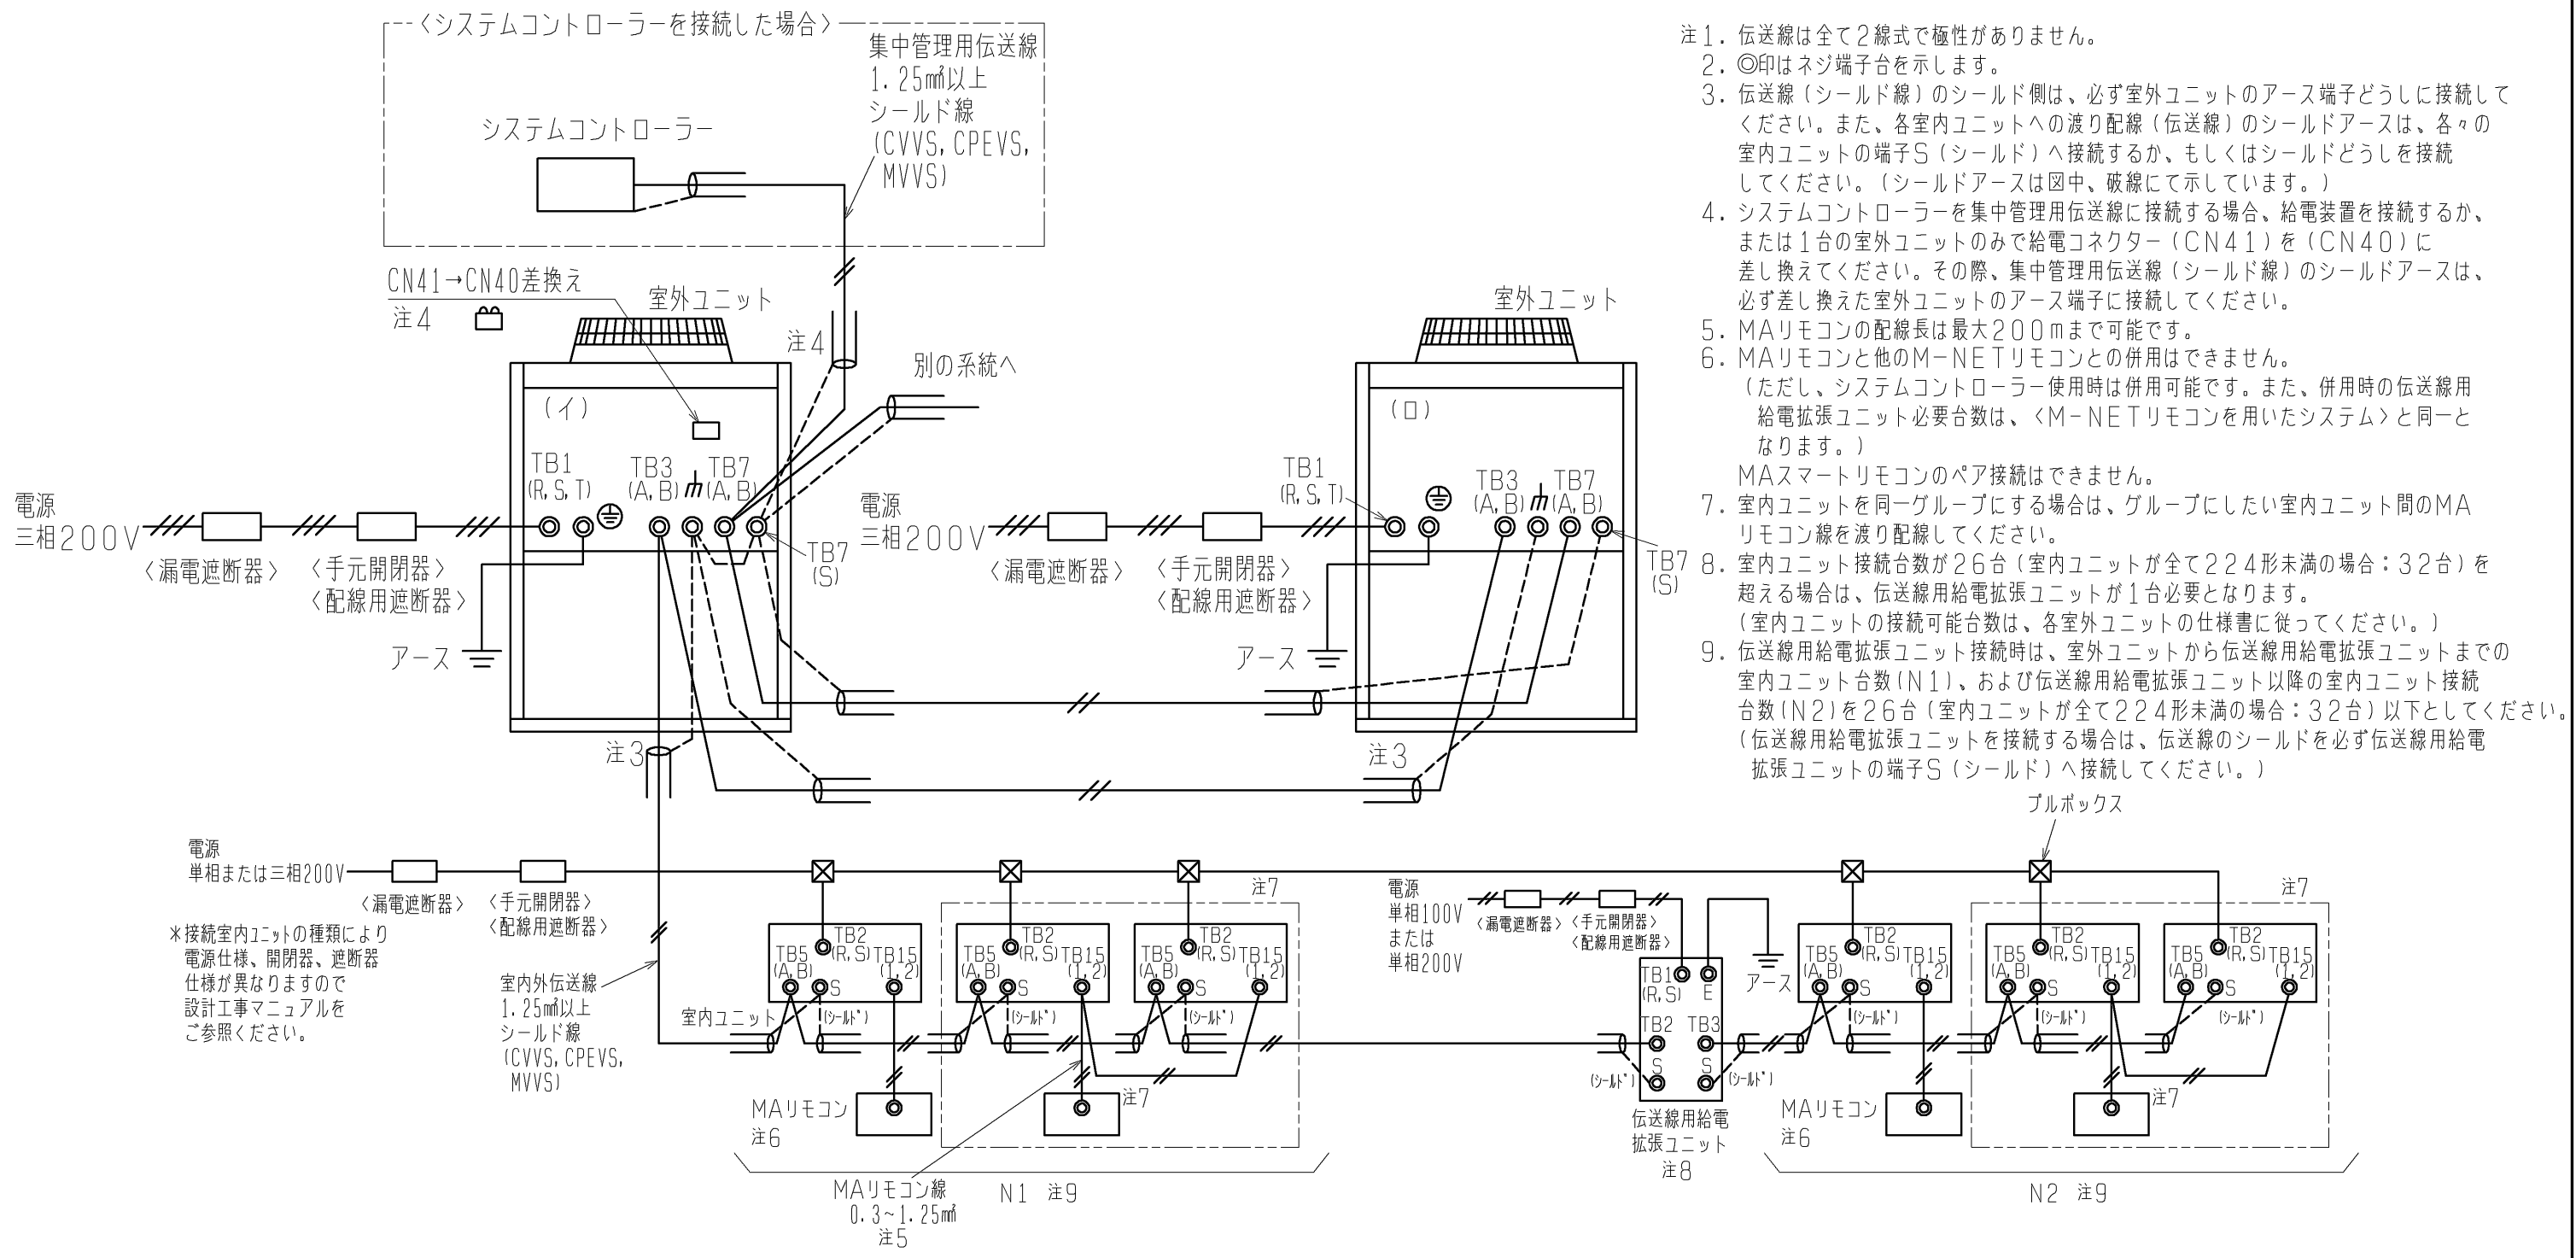 〈システムコントローラーを接続した場合〉
集中管理用伝送線
1.25㎟以上
シールド線
(CVVS,CPEVS,
MVVS)
システムコントローラー
CN41→CN40差換え
注4
室外ユニット
注4
別の系統へ
(イ)
TB1
(R,S,T)
TB3
(A,B)
TB7
(A,B)
電源
三相200V
〈漏電遮断器〉
〈手元開閉器〉
〈配線用遮断器〉
アース
TB7
(S)
注3
室外ユニット
(ロ)
TB1
(R,S,T)
TB3
(A,B)
TB7
(A,B)
電源
三相200V
〈漏電遮断器〉
〈手元開閉器〉
〈配線用遮断器〉
アース
TB7
(S)
注3
注1. 伝送線は全て2線式で極性がありません。
2. ◎印はネジ端子台を示します。
3. 伝送線(シールド線)のシールド側は、必ず室外ユニットのアース端子どうしに接続して
ください。また、各室内ユニットへの渡り配線(伝送線)のシールドアースは、各々の
室内ユニットの端子S(シールド)へ接続するか、もしくはシールドどうしを接続
してください。(シールドアースは図中、破線にて示しています。)
4. システムコントローラーを集中管理用伝送線に接続する場合、給電装置を接続するか、
または1台の室外ユニットのみで給電コネクター(CN41)を(CN40)に
差し換えてください。その際、集中管理用伝送線(シールド線)のシールドアースは、
必ず差し換えた室外ユニットのアース端子に接続してください。
5. MAリモコンの配線長は最大200mまで可能です。
6. MAリモコンと他のM-NETリモコンとの併用はできません。
(ただし、システムコントローラー使用時は併用可能です。また、併用時の伝送線用
給電拡張ユニット必要台数は、〈M-NETリモコンを用いたシステム〉と同一と
なります。)
MAスマートリモコンのペア接続はできません。
7. 室内ユニットを同一グループにする場合は、グループにしたい室内ユニット間のMA
リモコン線を渡り配線してください。
8. 室内ユニット接続台数が26台(室内ユニットが全て224形未満の場合:32台)を
超える場合は、伝送線用給電拡張ユニットが1台必要となります。
(室内ユニットの接続可能台数は、各室外ユニットの仕様書に従ってください。)
9. 伝送線用給電拡張ユニット接続時は、室外ユニットから伝送線用給電拡張ユニットまでの
室内ユニット台数(N1)、および伝送線用給電拡張ユニット以降の室内ユニット接続
台数(N2)を26台(室内ユニットが全て224形未満の場合:32台)以下としてください。
(伝送線用給電拡張ユニットを接続する場合は、伝送線のシールドを必ず伝送線用給電
拡張ユニットの端子S(シールド)へ接続してください。)
プルボックス
電源
単相または三相200V
〈漏電遮断器〉
〈手元開閉器〉
〈配線用遮断器〉
*接続室内ユニットの種類により
電源仕様、開閉器、遮断器
仕様が異なりますので
設計工事マニュアルを
ご参照ください。
室内外伝送線
1.25㎟以上
シールド線
(CVVS,CPEVS,
MVVS)
室内ユニット
TB5
(A,B)
TB2
(R,S)
TB15
(1,2)
S
(シールド)
MAリモコン
注6
注7
TB5
(A,B)
TB2
(R,S)
TB15
(1,2)
S
(シールド)
注7
TB5
(A,B)
TB2
(R,S)
TB15
(1,2)
S
(シールド)
MAリモコン線
0.3~1.25㎟
注5
N1 注9
電源
単相100V
または
単相200V
〈漏電遮断器〉
〈手元開閉器〉
〈配線用遮断器〉
アース
TB1
(R,S)
E
TB2
TB3
S
S
(シールド)
(シールド)
伝送線用給電
拡張ユニット
注8
TB5
(A,B)
TB2
(R,S)
TB15
(1,2)
S
(シールド)
MAリモコン
注6
注7
TB5
(A,B)
TB2
(R,S)
TB15
(1,2)
S
(シールド)
注7
TB5
(A,B)
TB2
(R,S)
TB15
(1,2)
S
(シールド)
N2 注9